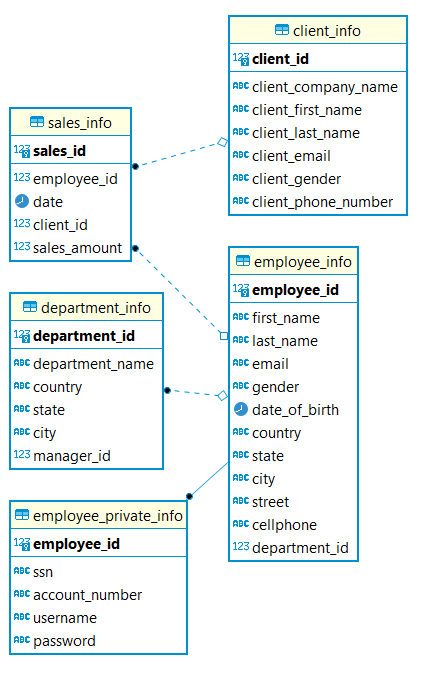 client_info
123 client_id
ABC client_company_name
ABC client_first_name
ABC client_last_name
ABC client_email
ABC client_gender
ABC client_phone_number
sales_info
123 sales_id
123 employee_id
date
123 client_id
123 sales_amount
employee_info
123 employee_id
ABC first_name
ABC last_name
ABC email
ABC gender
date_of_birth
ABC country
ABC state
ABC city
ABC street
ABC cellphone
123 department_id
department_info
123 department_id
ABC department_name
ABC country
ABC state
ABC city
123 manager_id
employee_private_info
123 employee_id
ABC ssn
ABC account_number
ABC username
ABC password